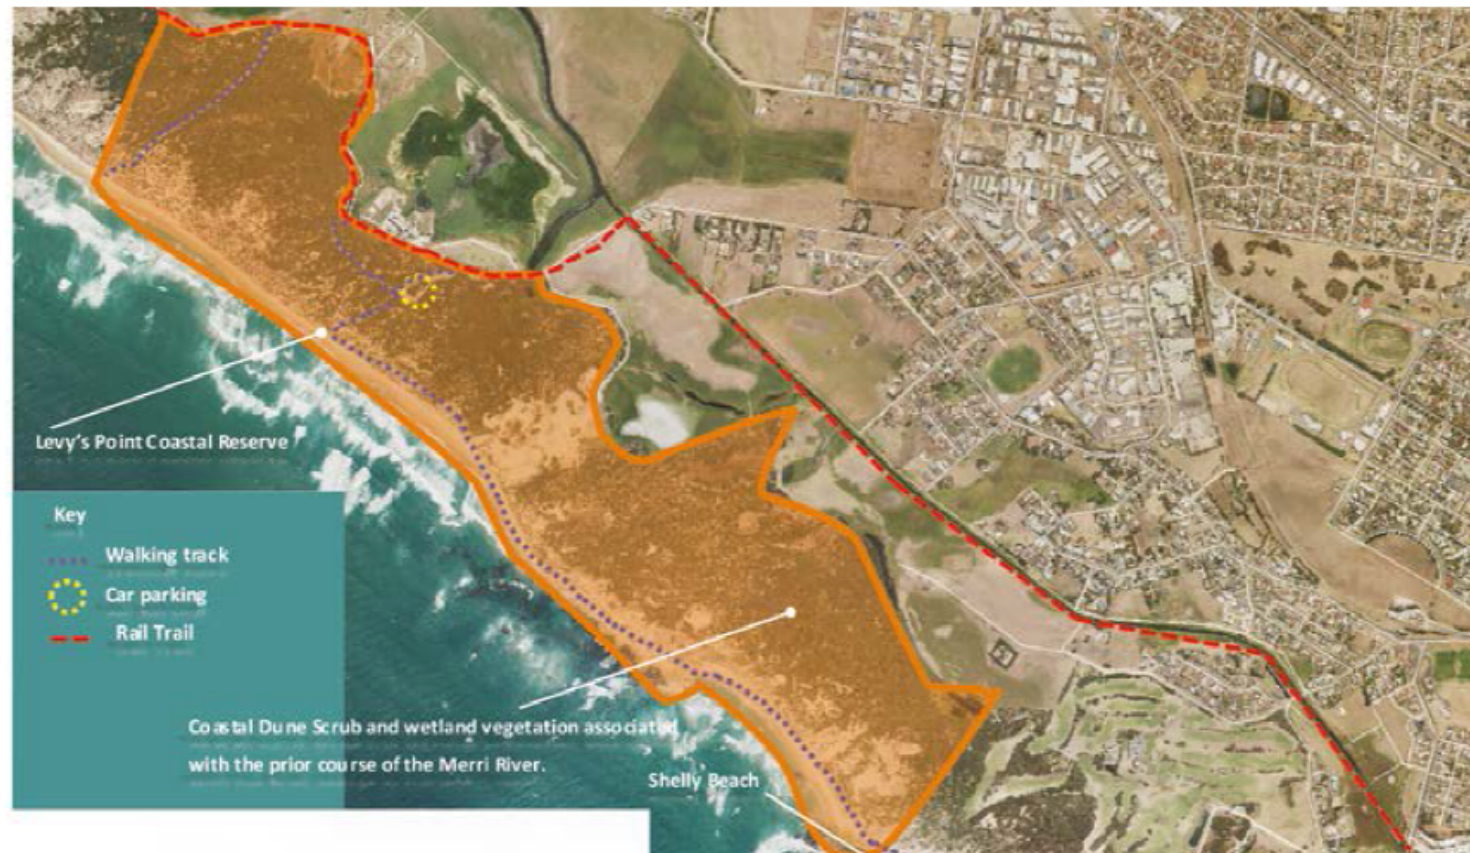 Levy's Point Coastal Reserve
Key
Walking track
Car parking
Rail Trail
Coastal Dune Scrub and wetland vegetation associated
with the prior course of the Merri River.
Shelly Beach